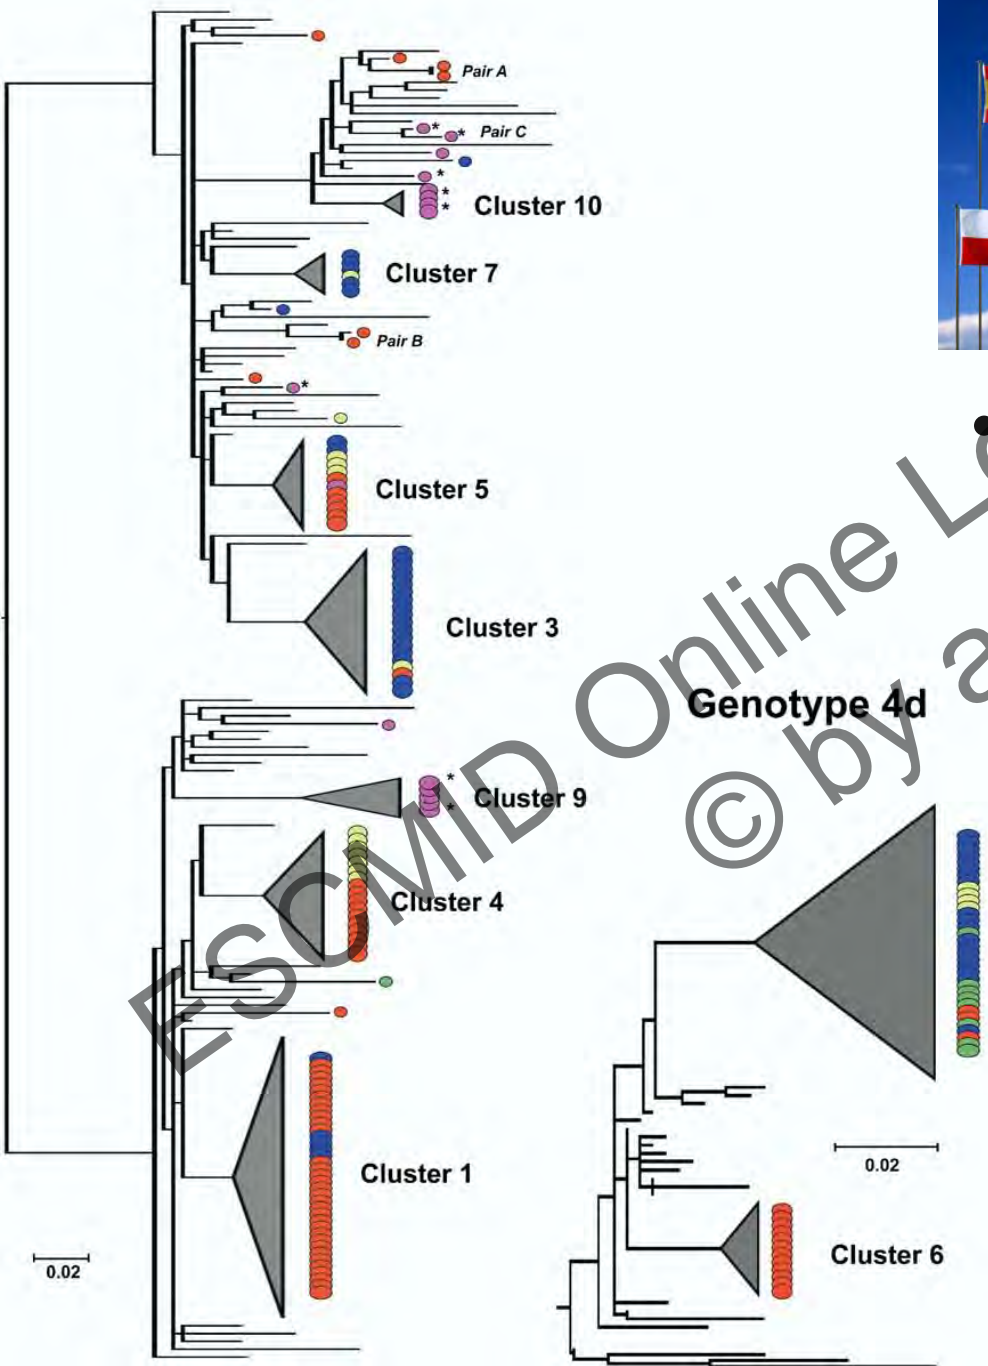 Pair A
* Pair C
*
*
*
*
Cluster 10
Cluster 7
Pair B
*
Cluster 5
Cluster 3
Genotype 4d
*
Cluster 9
*
Cluster 4
Cluster 1
0.02
0.02
Cluster 6
ESCMID Online
© by a